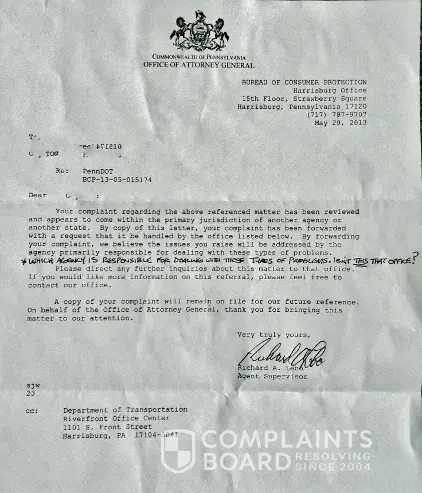 COMMONWEALTH OF PENNSYLVANIA
OFFICE OF ATTORNEY GENERAL
BUREAU OF CONSUMER PROTECTION
Harrisburg Office
15th Floor, Strawberry Square
Harrisburg, Pennsylvania 17120
(717) 787-9707
May 29, 2013
Re: PennDOT
BCP-13-05-015174
Dear
Your complaint regarding the above referenced matter has been reviewed
and appears to come within the primary jurisdiction of another agency or
another state. By copy of this letter, your complaint has been forwarded
with a request that it be handled by the office listed below. By forwarding
your complaint, we believe the issues you raise will be addressed by the
agency primarily responsible for dealing with these types of problems.
* WHICH AGENCY IS RESPONSIBLE FOR DEALING WITH THESE TYPES OF PROBLEMS. ISN'T THIS THAT OFFICE?
Please direct any further inquiries about this matter to that office.
If you would like more information on this referral, please feel free to
contact our office.
A copy of your complaint will remain on file for our future reference.
On behalf of the Office of Attorney General, thank you for bringing this
matter to our attention.
Very truly yours,
Richard A.
Agent Supervisor
23
cc: Department of Transportation
Riverfront Office Center
1101 S. Front Street
Harrisburg, PA
COMPLAINTS
BOARD RESOLVING SINCE 2004